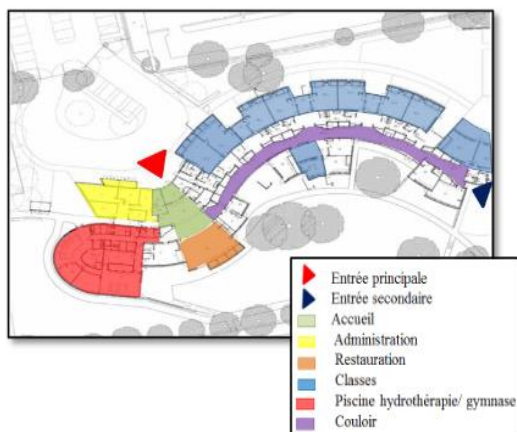 Entrée principale
Entrée secondaire
Accueil
Administration
Restauration
Classes
Piscine hydrothérapie/ gymnase
Couloir